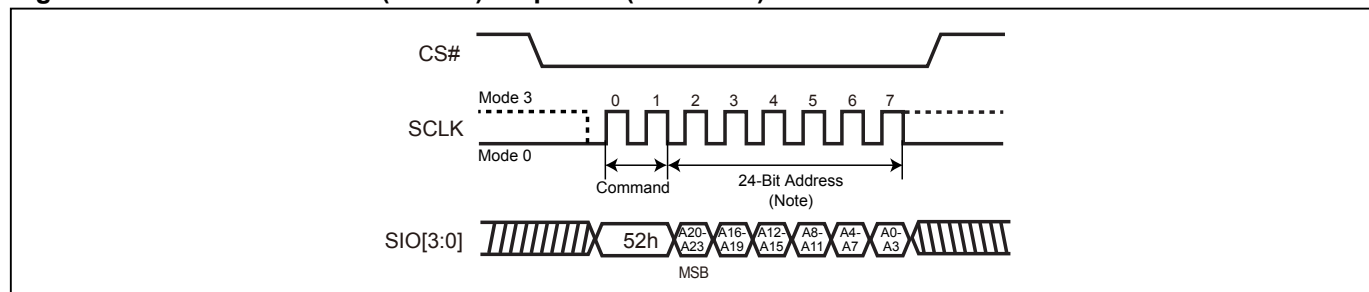 CS#
Mode 3
0 1 2 3 4 5 6 7
SCLK
Mode 0
Command
24-Bit Address
(Note)
SIO[3:0]
52h
A20-
A23
A16-
A19
A12-
A15
A8-
A11
A4-
A7
A0-
A3
MSB